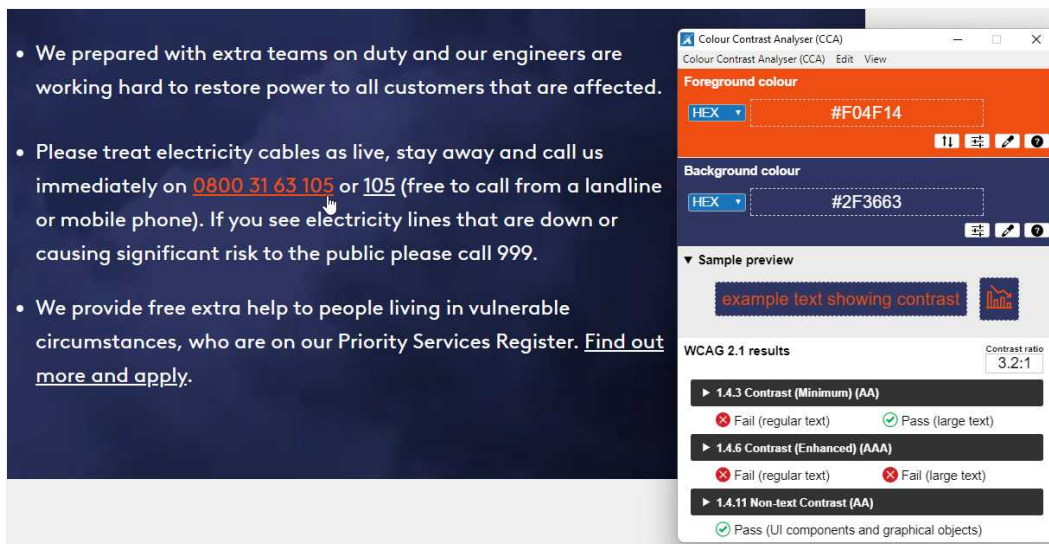 • We prepared with extra teams on duty and our engineers are
working hard to restore power to all customers that are affected.
• Please treat electricity cables as live, stay away and call us
immediately on 0800 31 63 105 or 105 (free to call from a landline
or mobile phone). If you see electricity lines that are down or
causing significant risk to the public please call 999.
• We provide free extra help to people living in vulnerable
circumstances, who are on our Priority Services Register. Find out
more and apply.
Colour Contrast Analyser (CCA)
Colour Contrast Analyser (CCA) Edit View
Foreground colour
HEX #F04F14
Background colour
HEX #2F3663
▼ Sample preview
example text showing contrast
WCAG 2.1 results
Contrast ratio
3.2:1
▶ 1.4.3 Contrast (Minimum) (AA)
Fail (regular text) Pass (large text)
▶ 1.4.6 Contrast (Enhanced) (AAA)
Fail (regular text) Fail (large text)
▶ 1.4.11 Non-text Contrast (AA)
Pass (UI components and graphical objects)